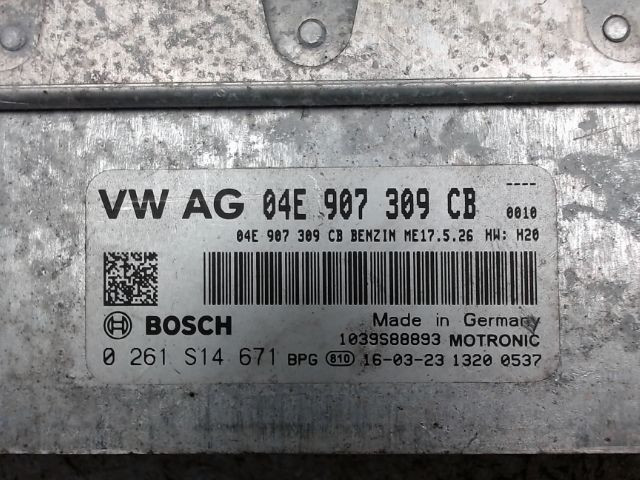 ----
VW AG 04E 907 309 CB 0010
04E 907 309 CB BENZIN ME17.5.26 HW: H20
BOSCH Made in Germany
1039S88893 MOTRONIC
0 261 S14 671 BPG 810 16-03-23 1320 0537